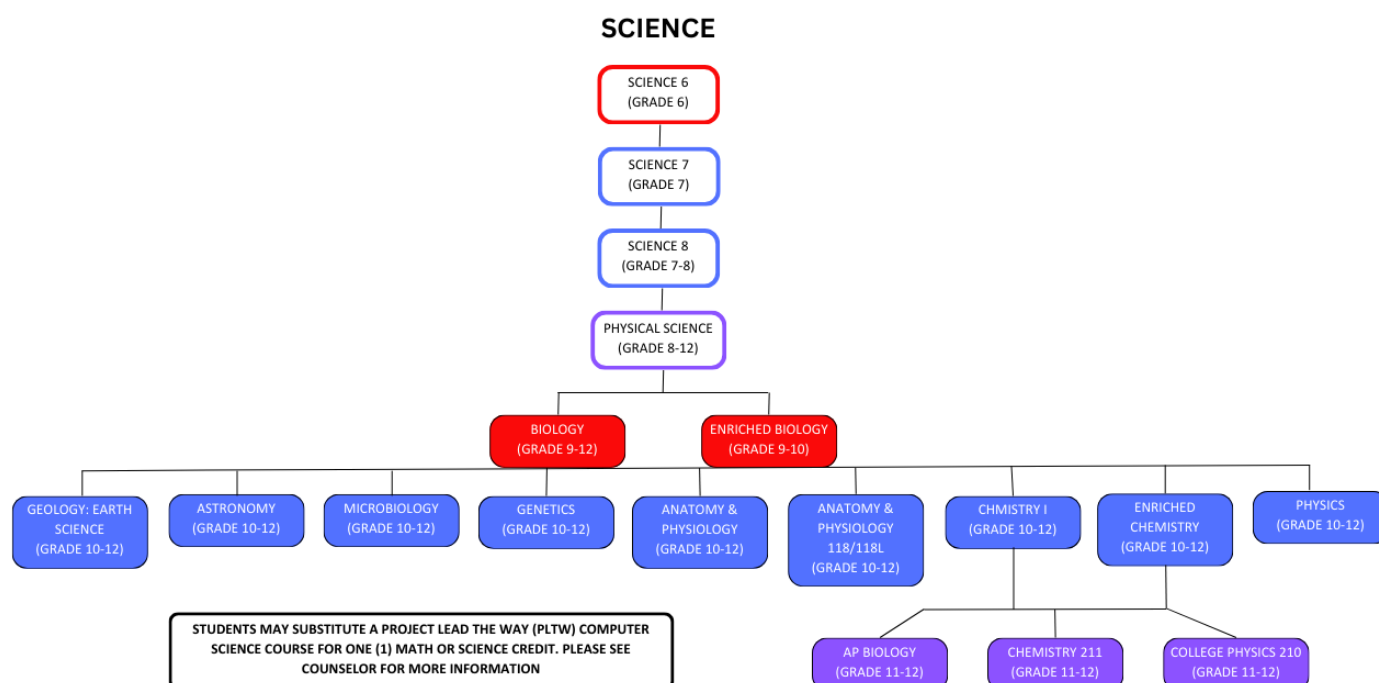 SCIENCE
SCIENCE 6
(GRADE 6)
SCIENCE 7
(GRADE 7)
SCIENCE 8
(GRADE 7-8)
PHYSICAL SCIENCE
(GRADE 8-12)
BIOLOGY
(GRADE 9-12)
ENRICHED BIOLOGY
(GRADE 9-10)
GEOLOGY: EARTH
SCIENCE
(GRADE 10-12)
ASTRONOMY
(GRADE 10-12)
MICROBIOLOGY
(GRADE 10-12)
GENETICS
(GRADE 10-12)
ANATOMY &
PHYSIOLOGY
(GRADE 10-12)
ANATOMY &
PHYSIOLOGY
118/118L
(GRADE 10-12)
CHMISTRY I
(GRADE 10-12)
ENRICHED
CHEMISTRY
(GRADE 10-12)
PHYSICS
(GRADE 10-12)
STUDENTS MAY SUBSTITUTE A PROJECT LEAD THE WAY (PLTW) COMPUTER
SCIENCE COURSE FOR ONE (1) MATH OR SCIENCE CREDIT. PLEASE SEE
COUNSELOR FOR MORE INFORMATION
AP BIOLOGY
(GRADE 11-12)
CHEMISTRY 211
(GRADE 11-12)
COLLEGE PHYSICS 210
(GRADE 11-12)